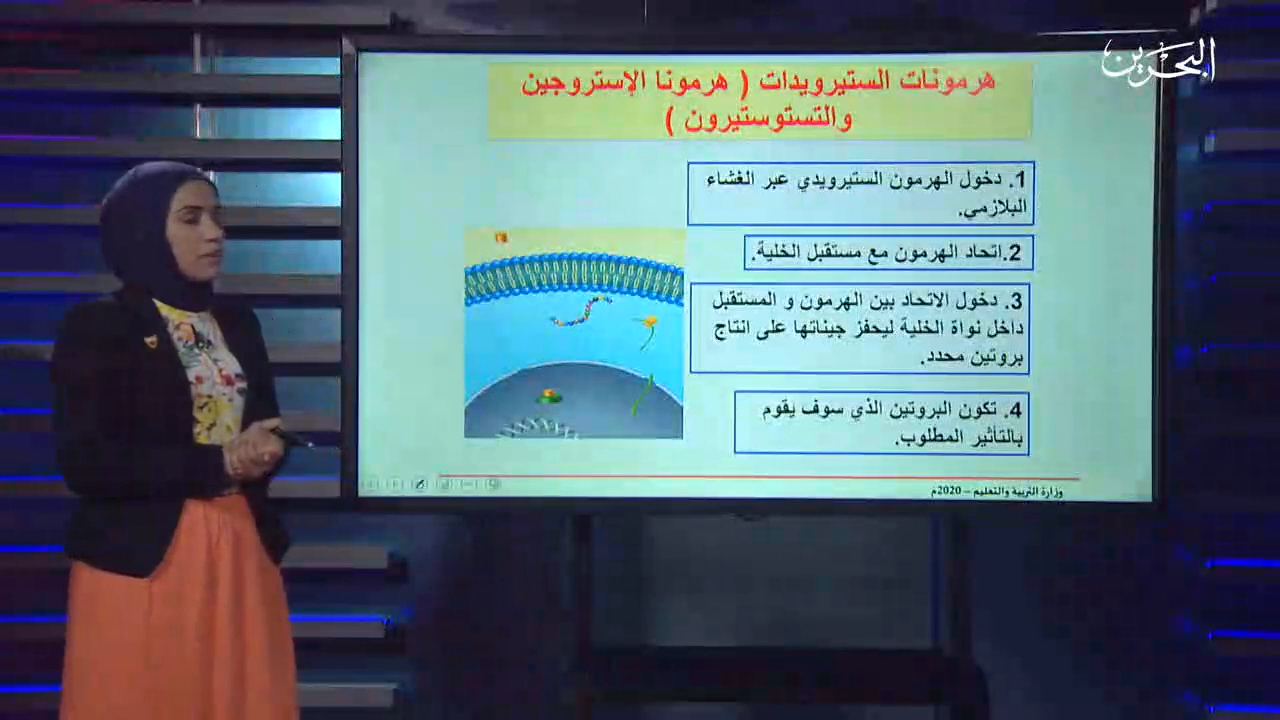 البحرين
هرمونات الستيرويدات ( هرمونا الإستروجين
والتستوستيرون )
1. دخول الهرمون الستيرويدي عبر الغشاء
البلازمي.
2.اتحاد الهرمون مع مستقبل الخلية.
3. دخول الاتحاد بين الهرمون و المستقبل
داخل نواة الخلية ليحفز جيناتها على انتاج
بروتين محدد.
4. تكون البروتين الذي سوف يقوم
بالتأثير المطلوب.
وزارة التربية والتعليم – 2020م